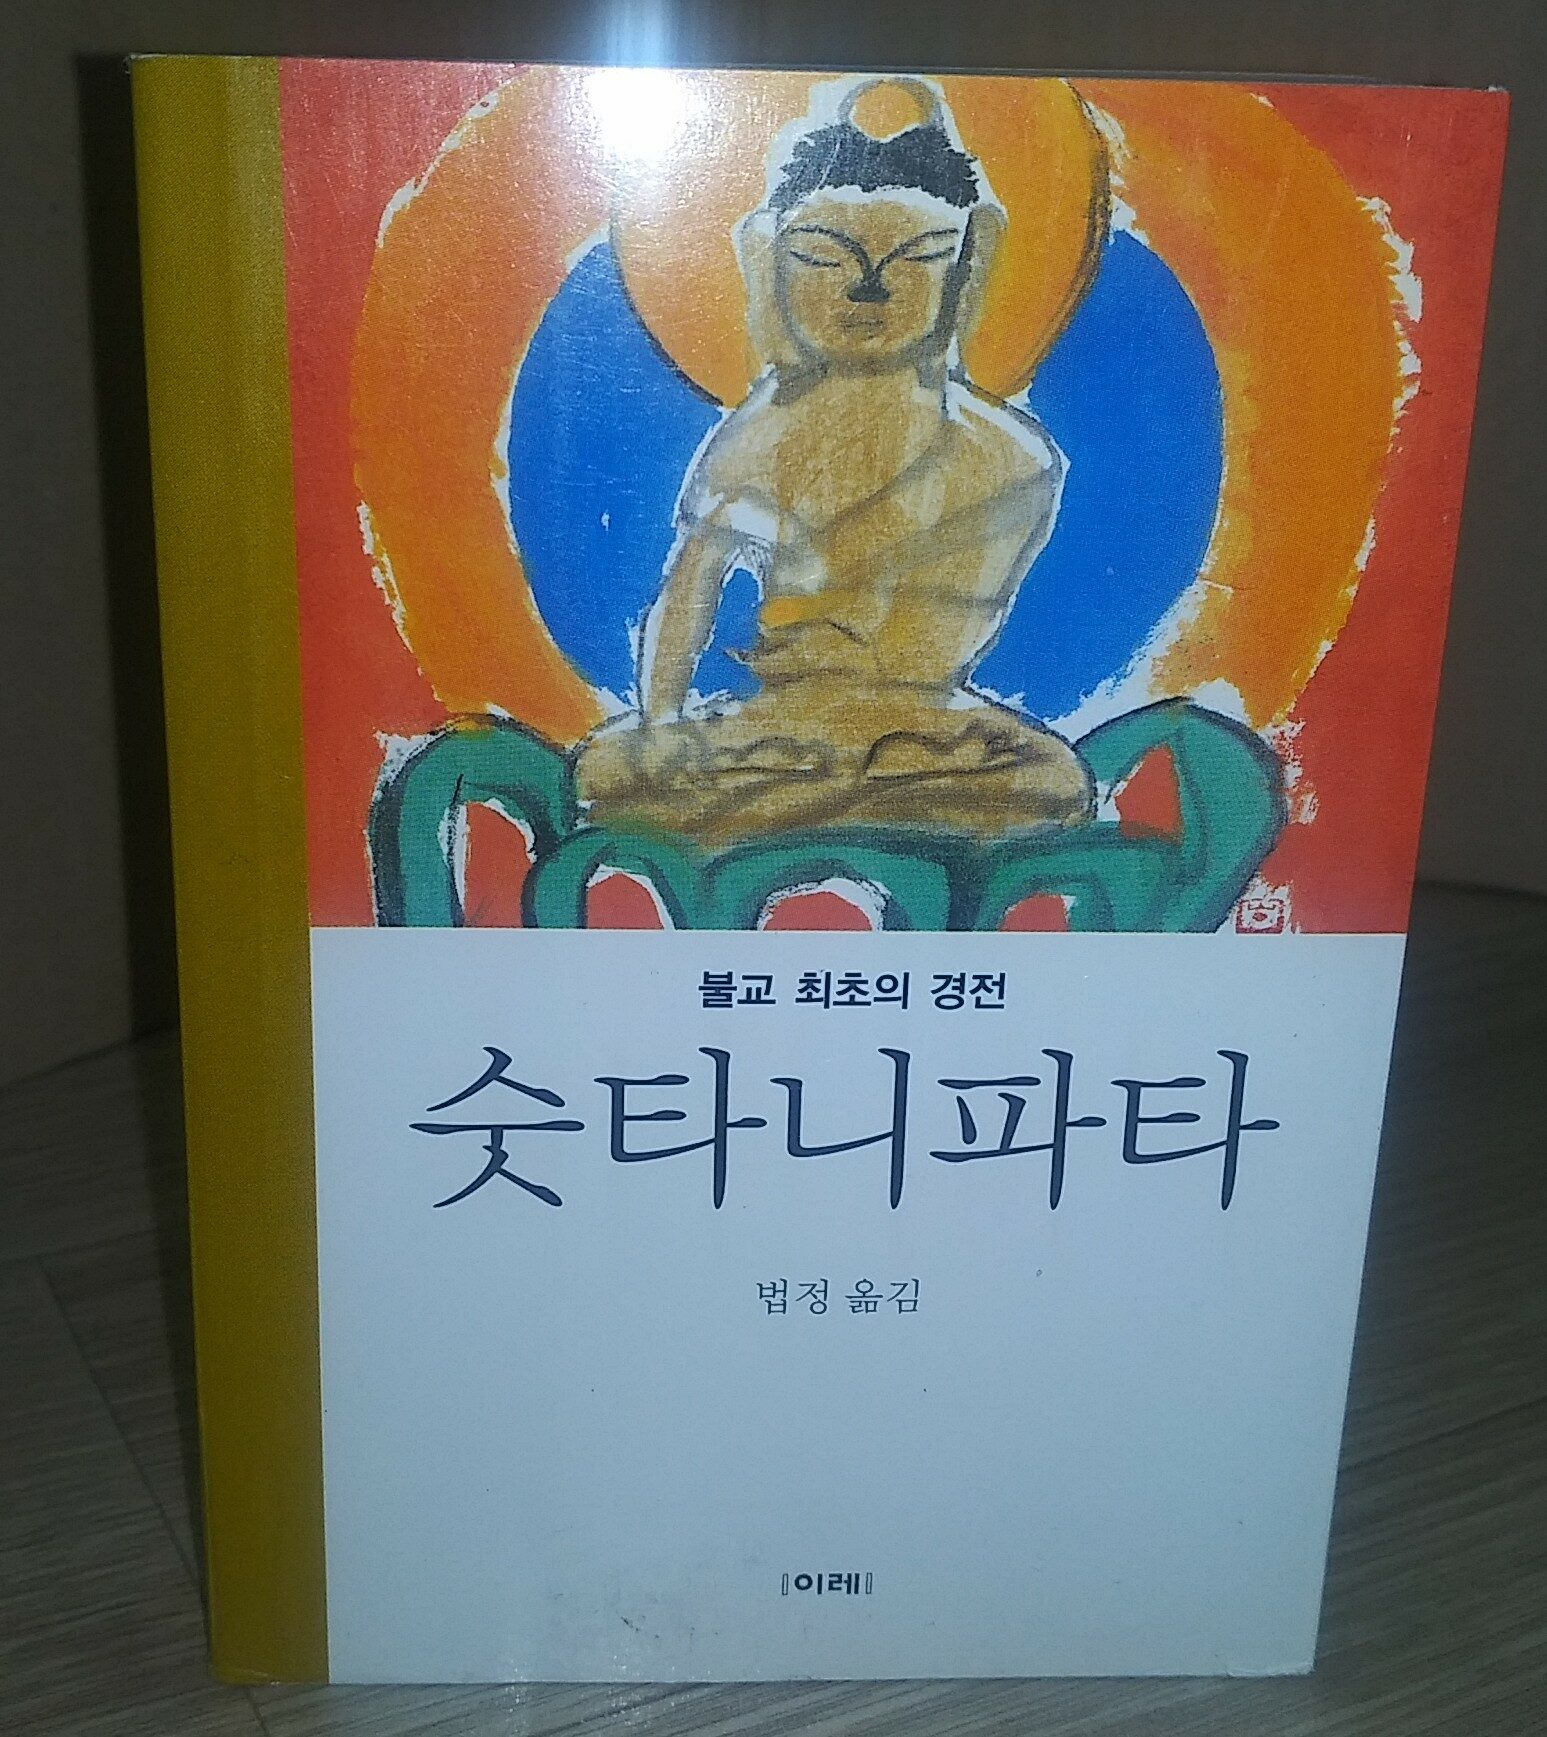 불교 최초의 경전
숫타니파타
법정 옮김
이레